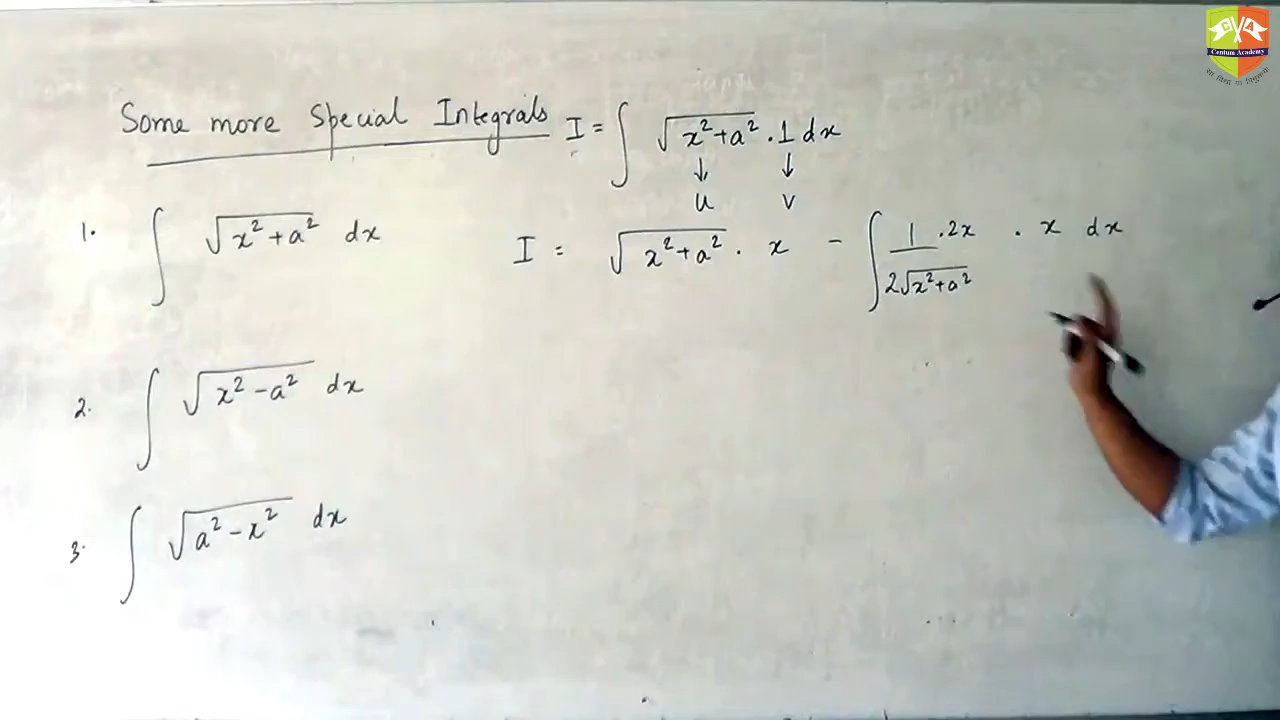 Some more Special Integrals
I = ∫ √(x²+a²) · 1 dx
↓ ↓
u v
1. ∫ √(x²+a²) dx
I = √(x²+a²) · x - ∫ 1/(2√(x²+a²)) · 2x · x dx
2. ∫ √(x²-a²) dx
3. ∫ √(a²-x²) dx
C A
Centum Academy